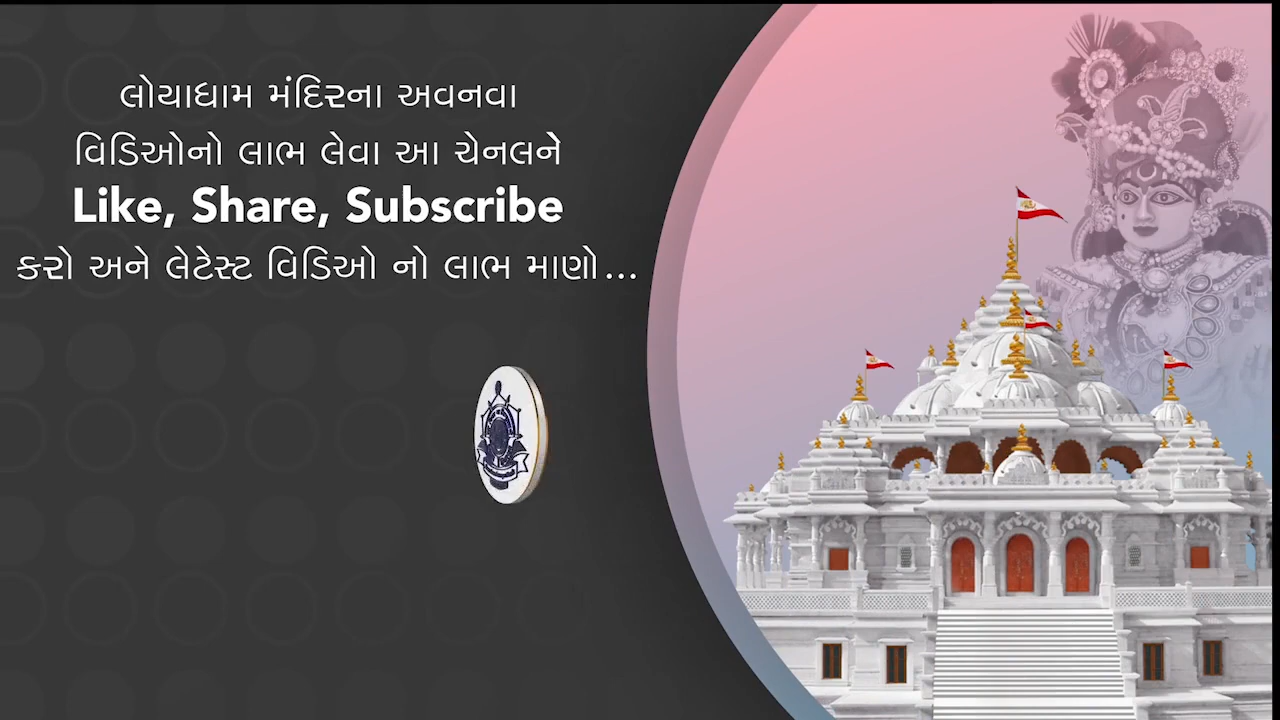 લોયાધામ મંદિરના અવનવા
વિડિઓનો લાભ લેવા આ ચેનલને
Like, Share, Subscribe
કરો અને લેટેસ્ટ વિડિઓ નો લાભ માણો...